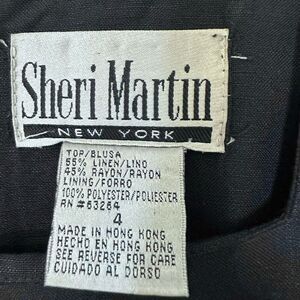 Sheri Martin
NEW YORK
TOP/BLUSA
55% LINEN/LINO
45% RAYON/RAYON
LINING/FORRO
100% POLYESTER/POLIESTER
RN #63264
4
MADE IN HONG KONG
HECHO EN HONG KONG
SEE REVERSE FOR CARE
CUIDADO AL DORSO